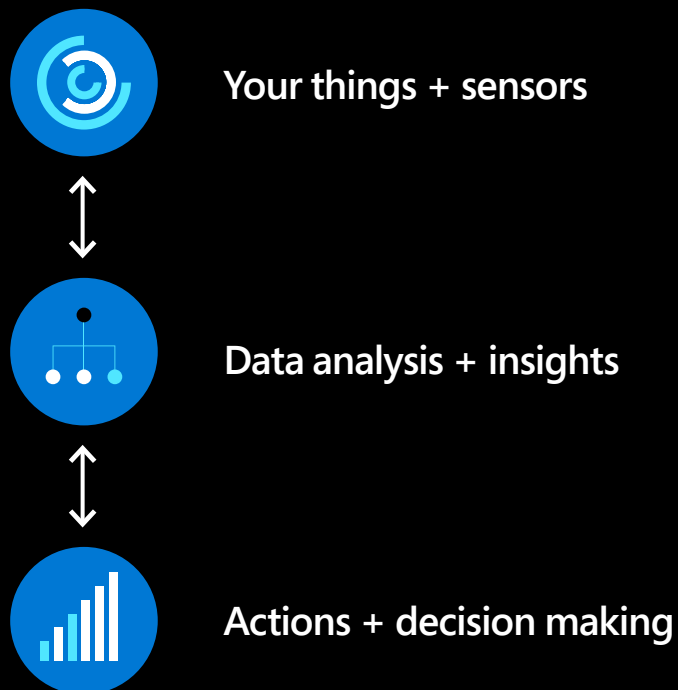 Your things + sensors
Data analysis + insights
Actions + decision making